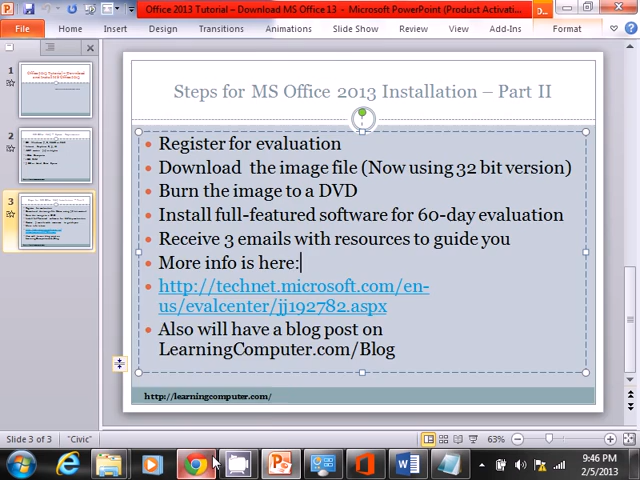 Office 2013 Tutorial – Download MS Office 13 - Microsoft PowerPoint (Product Activati...
D...
File Home Insert Design Transitions Animations Slide Show Review View Add-Ins Format
1
2
3
Steps for MS Office 2013 Installation – Part II
• Register for evaluation
• Download the image file (Now using 32 bit version)
• Burn the image to a DVD
• Install full-featured software for 60-day evaluation
• Receive 3 emails with resources to guide you
• More info is here:
• http://technet.microsoft.com/en-
us/evalcenter/jj192782.aspx
• Also will have a blog post on
LearningComputer.com/Blog
http://learningcomputer.com/
Slide 3 of 3 "Civic" 63%
9:46 PM
2/5/2013